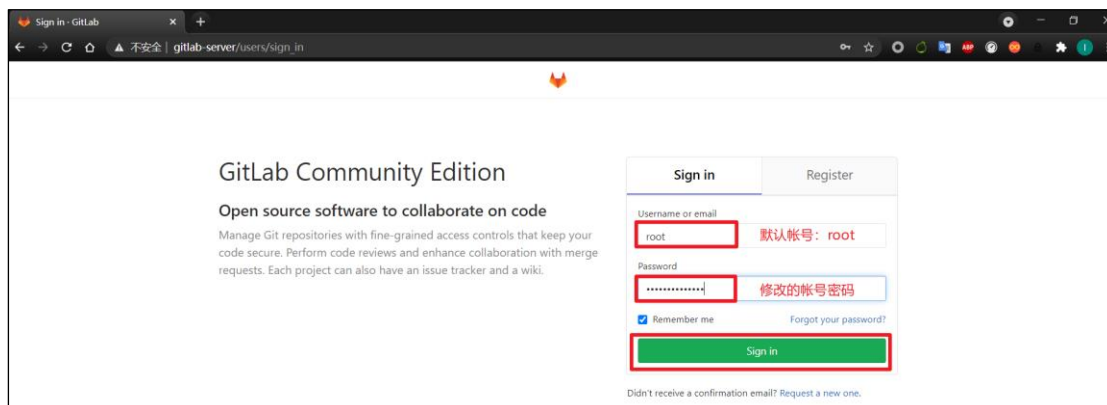 Sign in · GitLab
不安全 | gitlab-server/users/sign_in
GitLab Community Edition
Open source software to collaborate on code
Manage Git repositories with fine-grained access controls that keep your
code secure. Perform code reviews and enhance collaboration with merge
requests. Each project can also have an issue tracker and a wiki.
Sign in Register
Username or email
root 默认帐号：root
Password
修改的帐号密码
Remember me Forgot your password?
Sign in
Didn't receive a confirmation email? Request a new one.